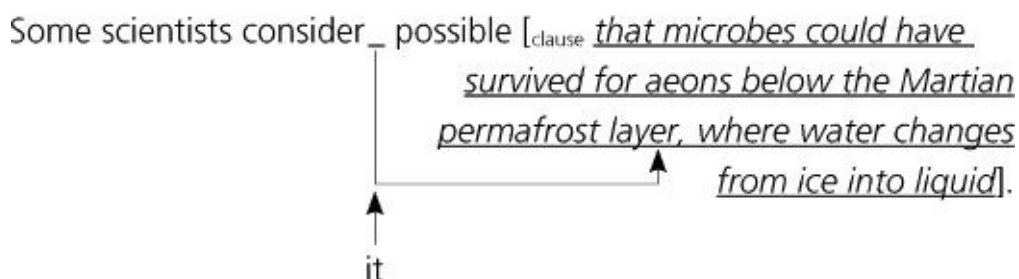 Some scientists consider _ possible [clause that microbes could have
survived for aeons below the Martian
permafrost layer, where water changes
from ice into liquid].
it